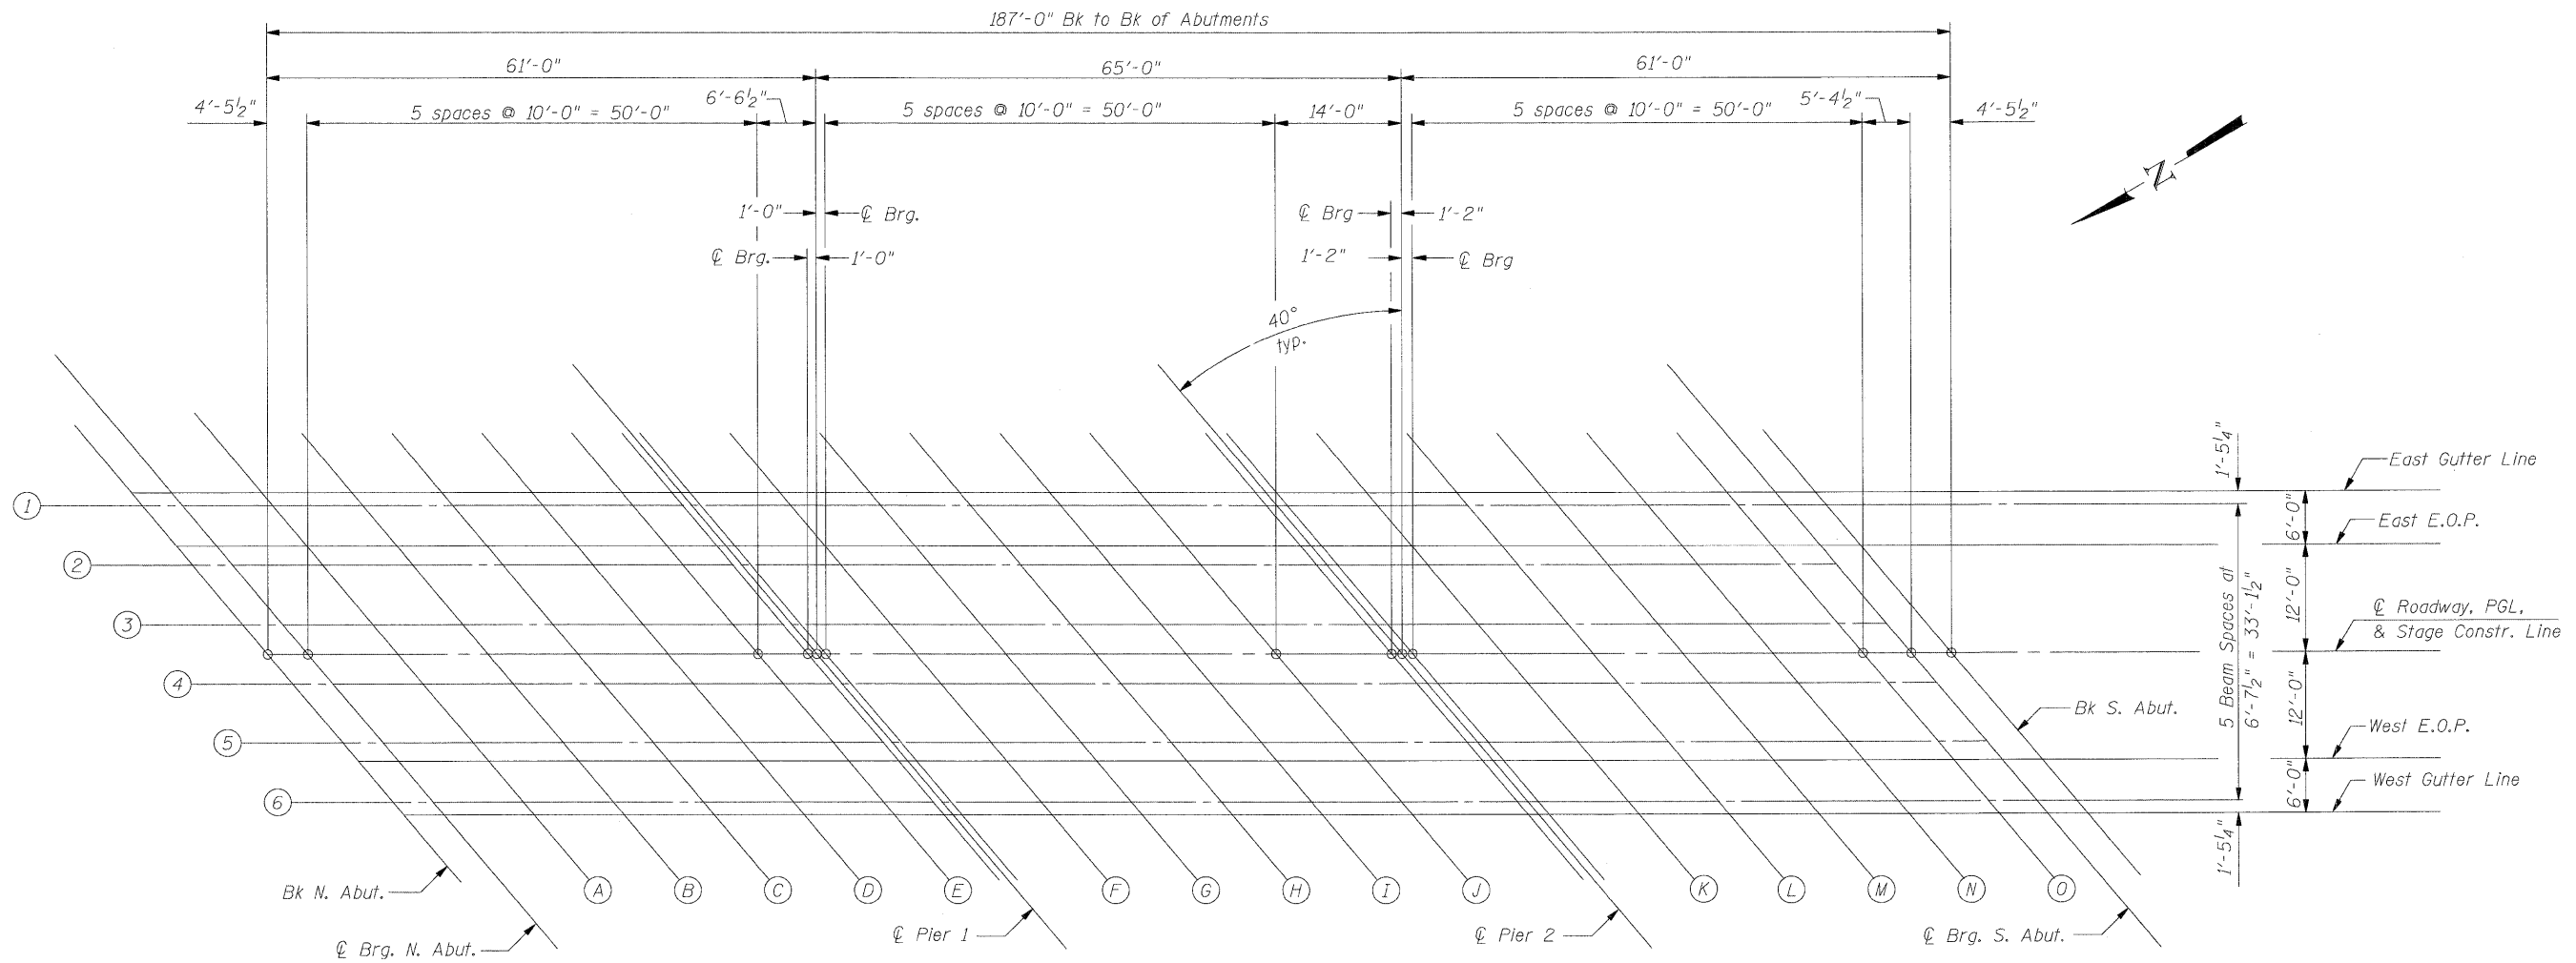 187'-0" Bk to Bk of Abutments
61'-0"
65'-0"
61'-0"
4'-5½"
5 spaces @ 10'-0" = 50'-0"
6'-6½"
5 spaces @ 10'-0" = 50'-0"
14'-0"
5 spaces @ 10'-0" = 50'-0"
5'-4½"
4'-5½"
N
1'-0"
℄ Brg.
℄ Brg
1'-2"
℄ Brg.
1'-0"
1'-2"
℄ Brg
40°
typ.
1'-5¼"
East Gutter Line
1
6'-0"
East E.O.P.
2
12'-0"
5 Beam Spaces at
6'-7½" = 33'-1½"
℄ Roadway, PGL,
& Stage Constr. Line
3
4
Bk S. Abut.
12'-0"
West E.O.P.
5
6'-0"
West Gutter Line
6
1'-5¼"
Bk N. Abut.
A
B
C
D
E
F
G
H
I
J
K
L
M
N
O
℄ Brg. N. Abut.
℄ Pier 1
℄ Pier 2
℄ Brg. S. Abut.